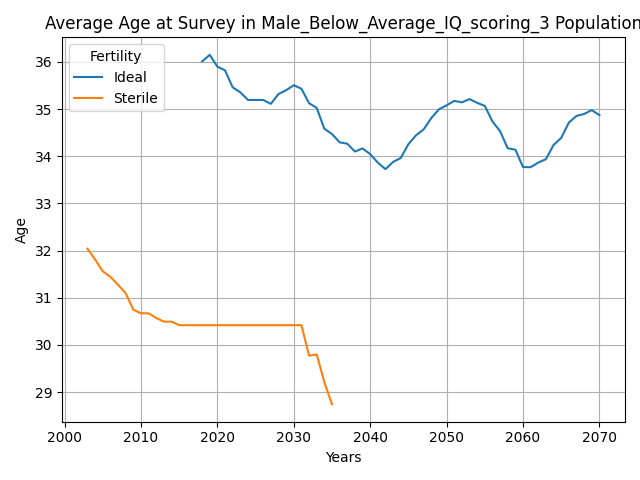 Average Age at Survey in Male_Below_Average_IQ_scoring_3 Population
Fertility
Ideal
Sterile
36
35
34
33
32
31
30
29
Age
2000 2010 2020 2030 2040 2050 2060 2070
Years